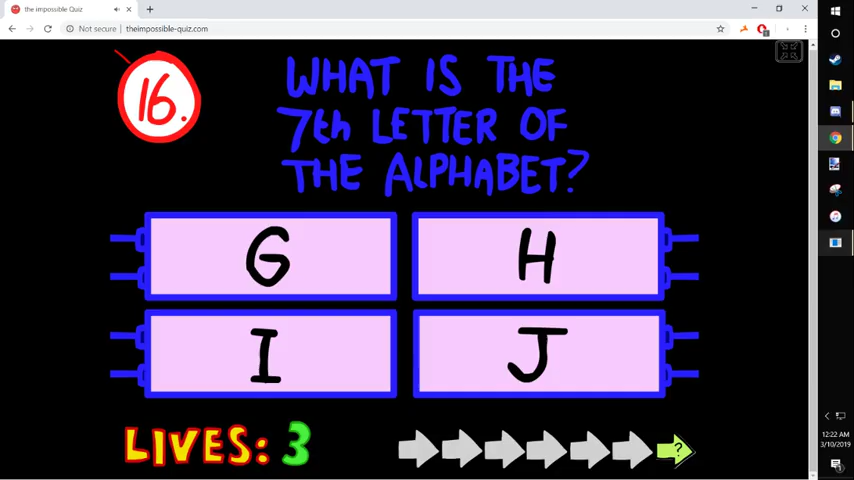 the Impossible Quiz
Not secure | theimpossible-quiz.com
16.
WHAT IS THE
7th LETTER OF
THE ALPHABET?
G
H
I
J
LIVES: 3
?
12:22 AM
3/10/2019